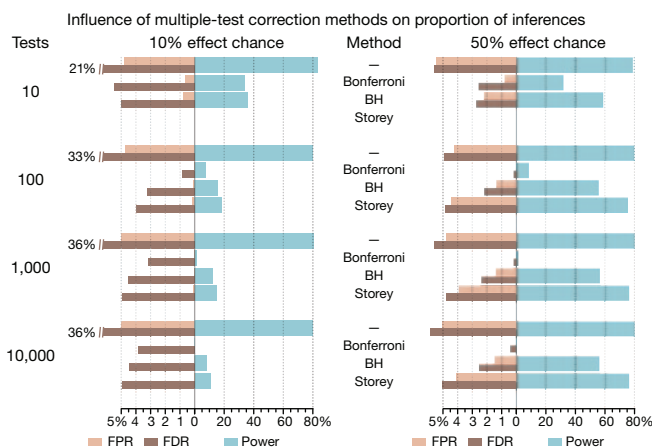 Influence of multiple-test correction methods on proportion of inferences
Tests 10% effect chance Method 50% effect chance
21% // —
10 Bonferroni
BH
Storey
33% // —
100 Bonferroni
BH
Storey
36% // —
1,000 Bonferroni
BH
Storey
36% // —
10,000 Bonferroni
BH
Storey
5% 4 3 2 1 0 20 40 60 80% 5% 4 3 2 1 0 20 40 60 80%
FPR FDR Power FPR FDR Power